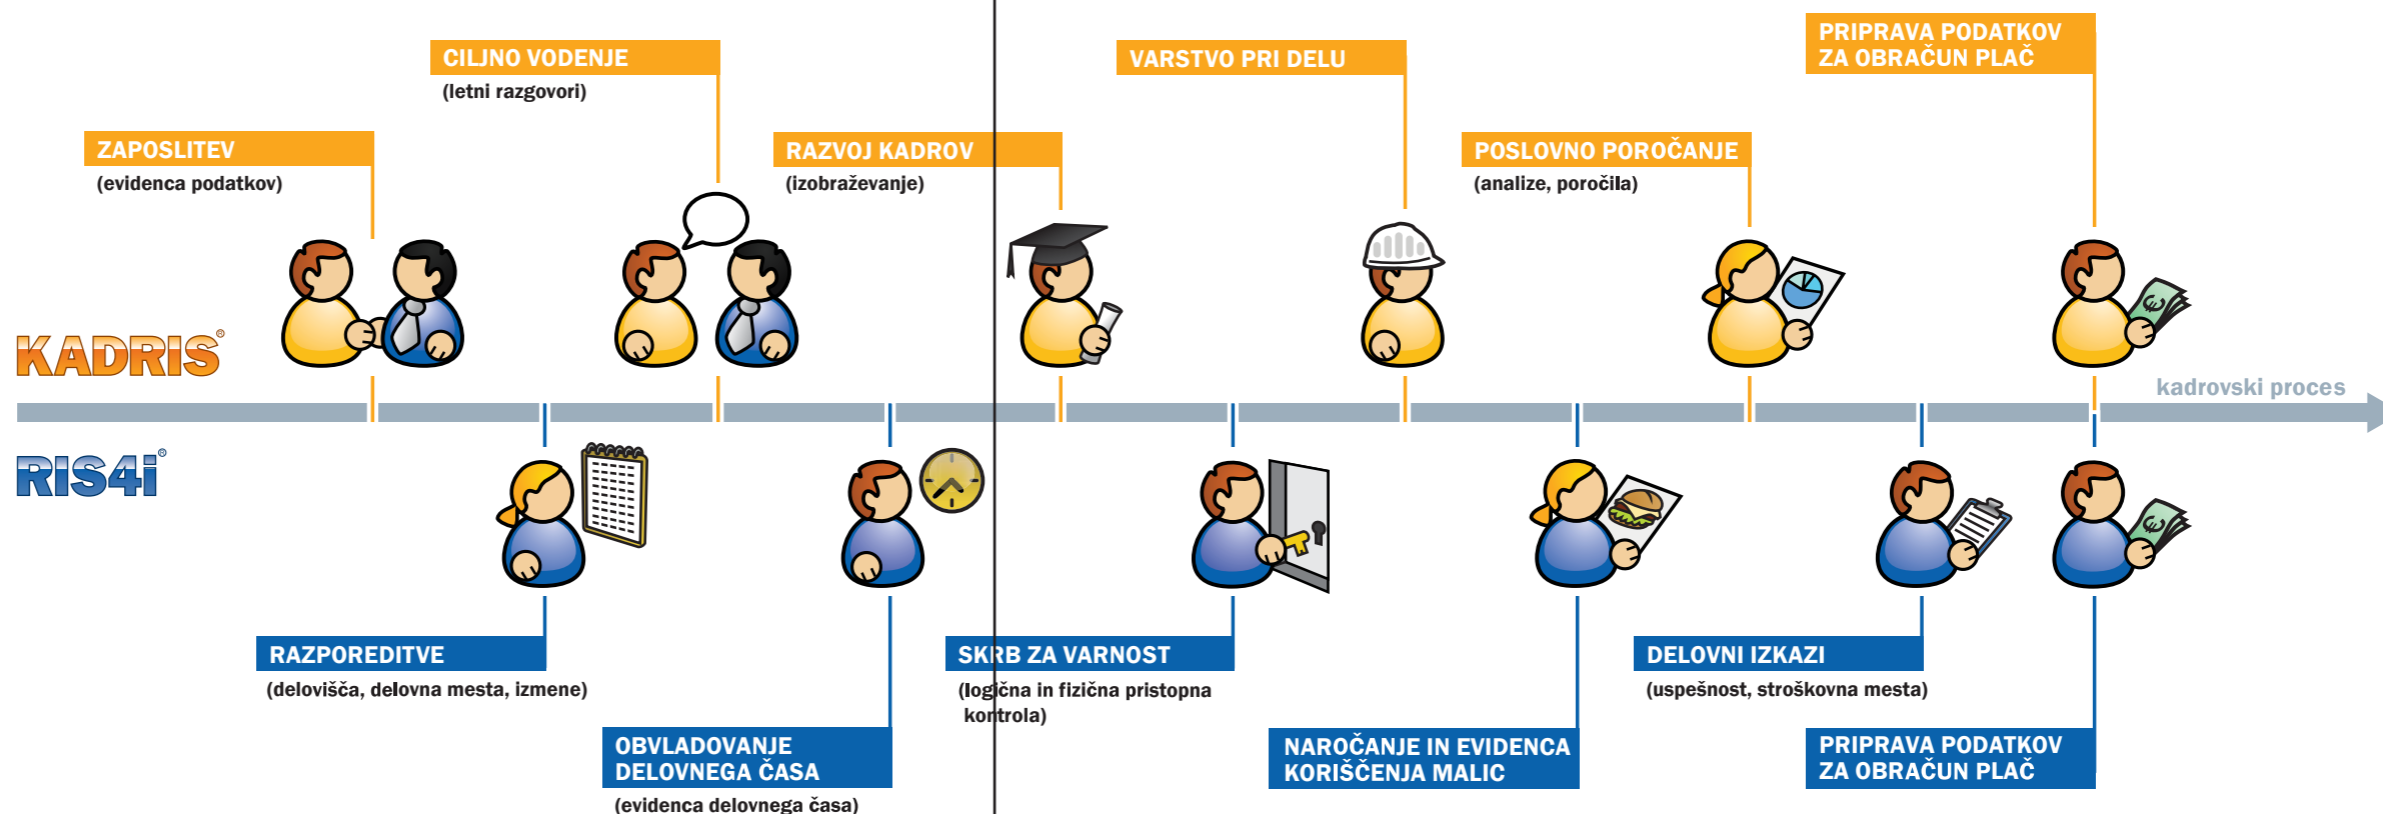 PRIPRAVA PODATKOV
ZA OBRAČUN PLAČ
CILJNO VODENJE
(letni razgovori)
VARSTVO PRI DELU
ZAPOSLITEV
(evidenca podatkov)
RAZVOJ KADROV
(izobraževanje)
POSLOVNO POROČANJE
(analize, poročila)
KADRIS®
kadrovski proces
RIS4i®
RAZPOREDITVE
(delovišča, delovna mesta, izmene)
SKRB ZA VARNOST
(logična in fizična pristopna
kontrola)
DELOVNI IZKAZI
(uspešnost, stroškovna mesta)
OBVLADOVANJE
DELOVNEGA ČASA
(evidenca delovnega časa)
NAROČANJE IN EVIDENCA
KORIŠČENJA MALIC
PRIPRAVA PODATKOV
ZA OBRAČUN PLAČ